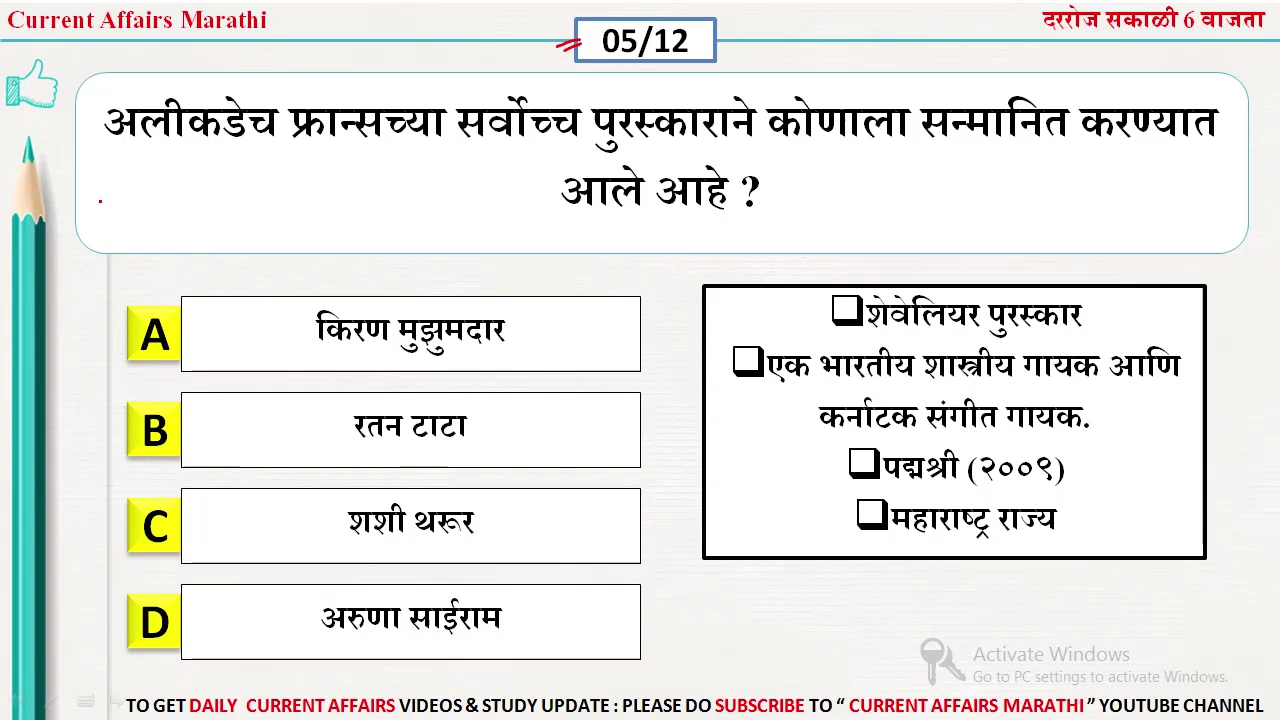 Current Affairs Marathi
दररोज सकाळी 6 वाजता
05/12
अलीकडेच फ्रान्सच्या सर्वोच्च पुरस्काराने कोणाला सन्मानित करण्यात
आले आहे ?
A
किरण मुझुमदार
B
रतन टाटा
C
शशी थरूर
D
अरुणा साईराम
❑शेवेलियर पुरस्कार
❑एक भारतीय शास्त्रीय गायक आणि
कर्नाटक संगीत गायक.
❑पद्मश्री (२००९)
❑महाराष्ट्र राज्य
Activate Windows
Go to PC settings to activate Windows.
TO GET DAILY CURRENT AFFAIRS VIDEOS & STUDY UPDATE : PLEASE DO SUBSCRIBE TO “ CURRENT AFFAIRS MARATHI ” YOUTUBE CHANNEL